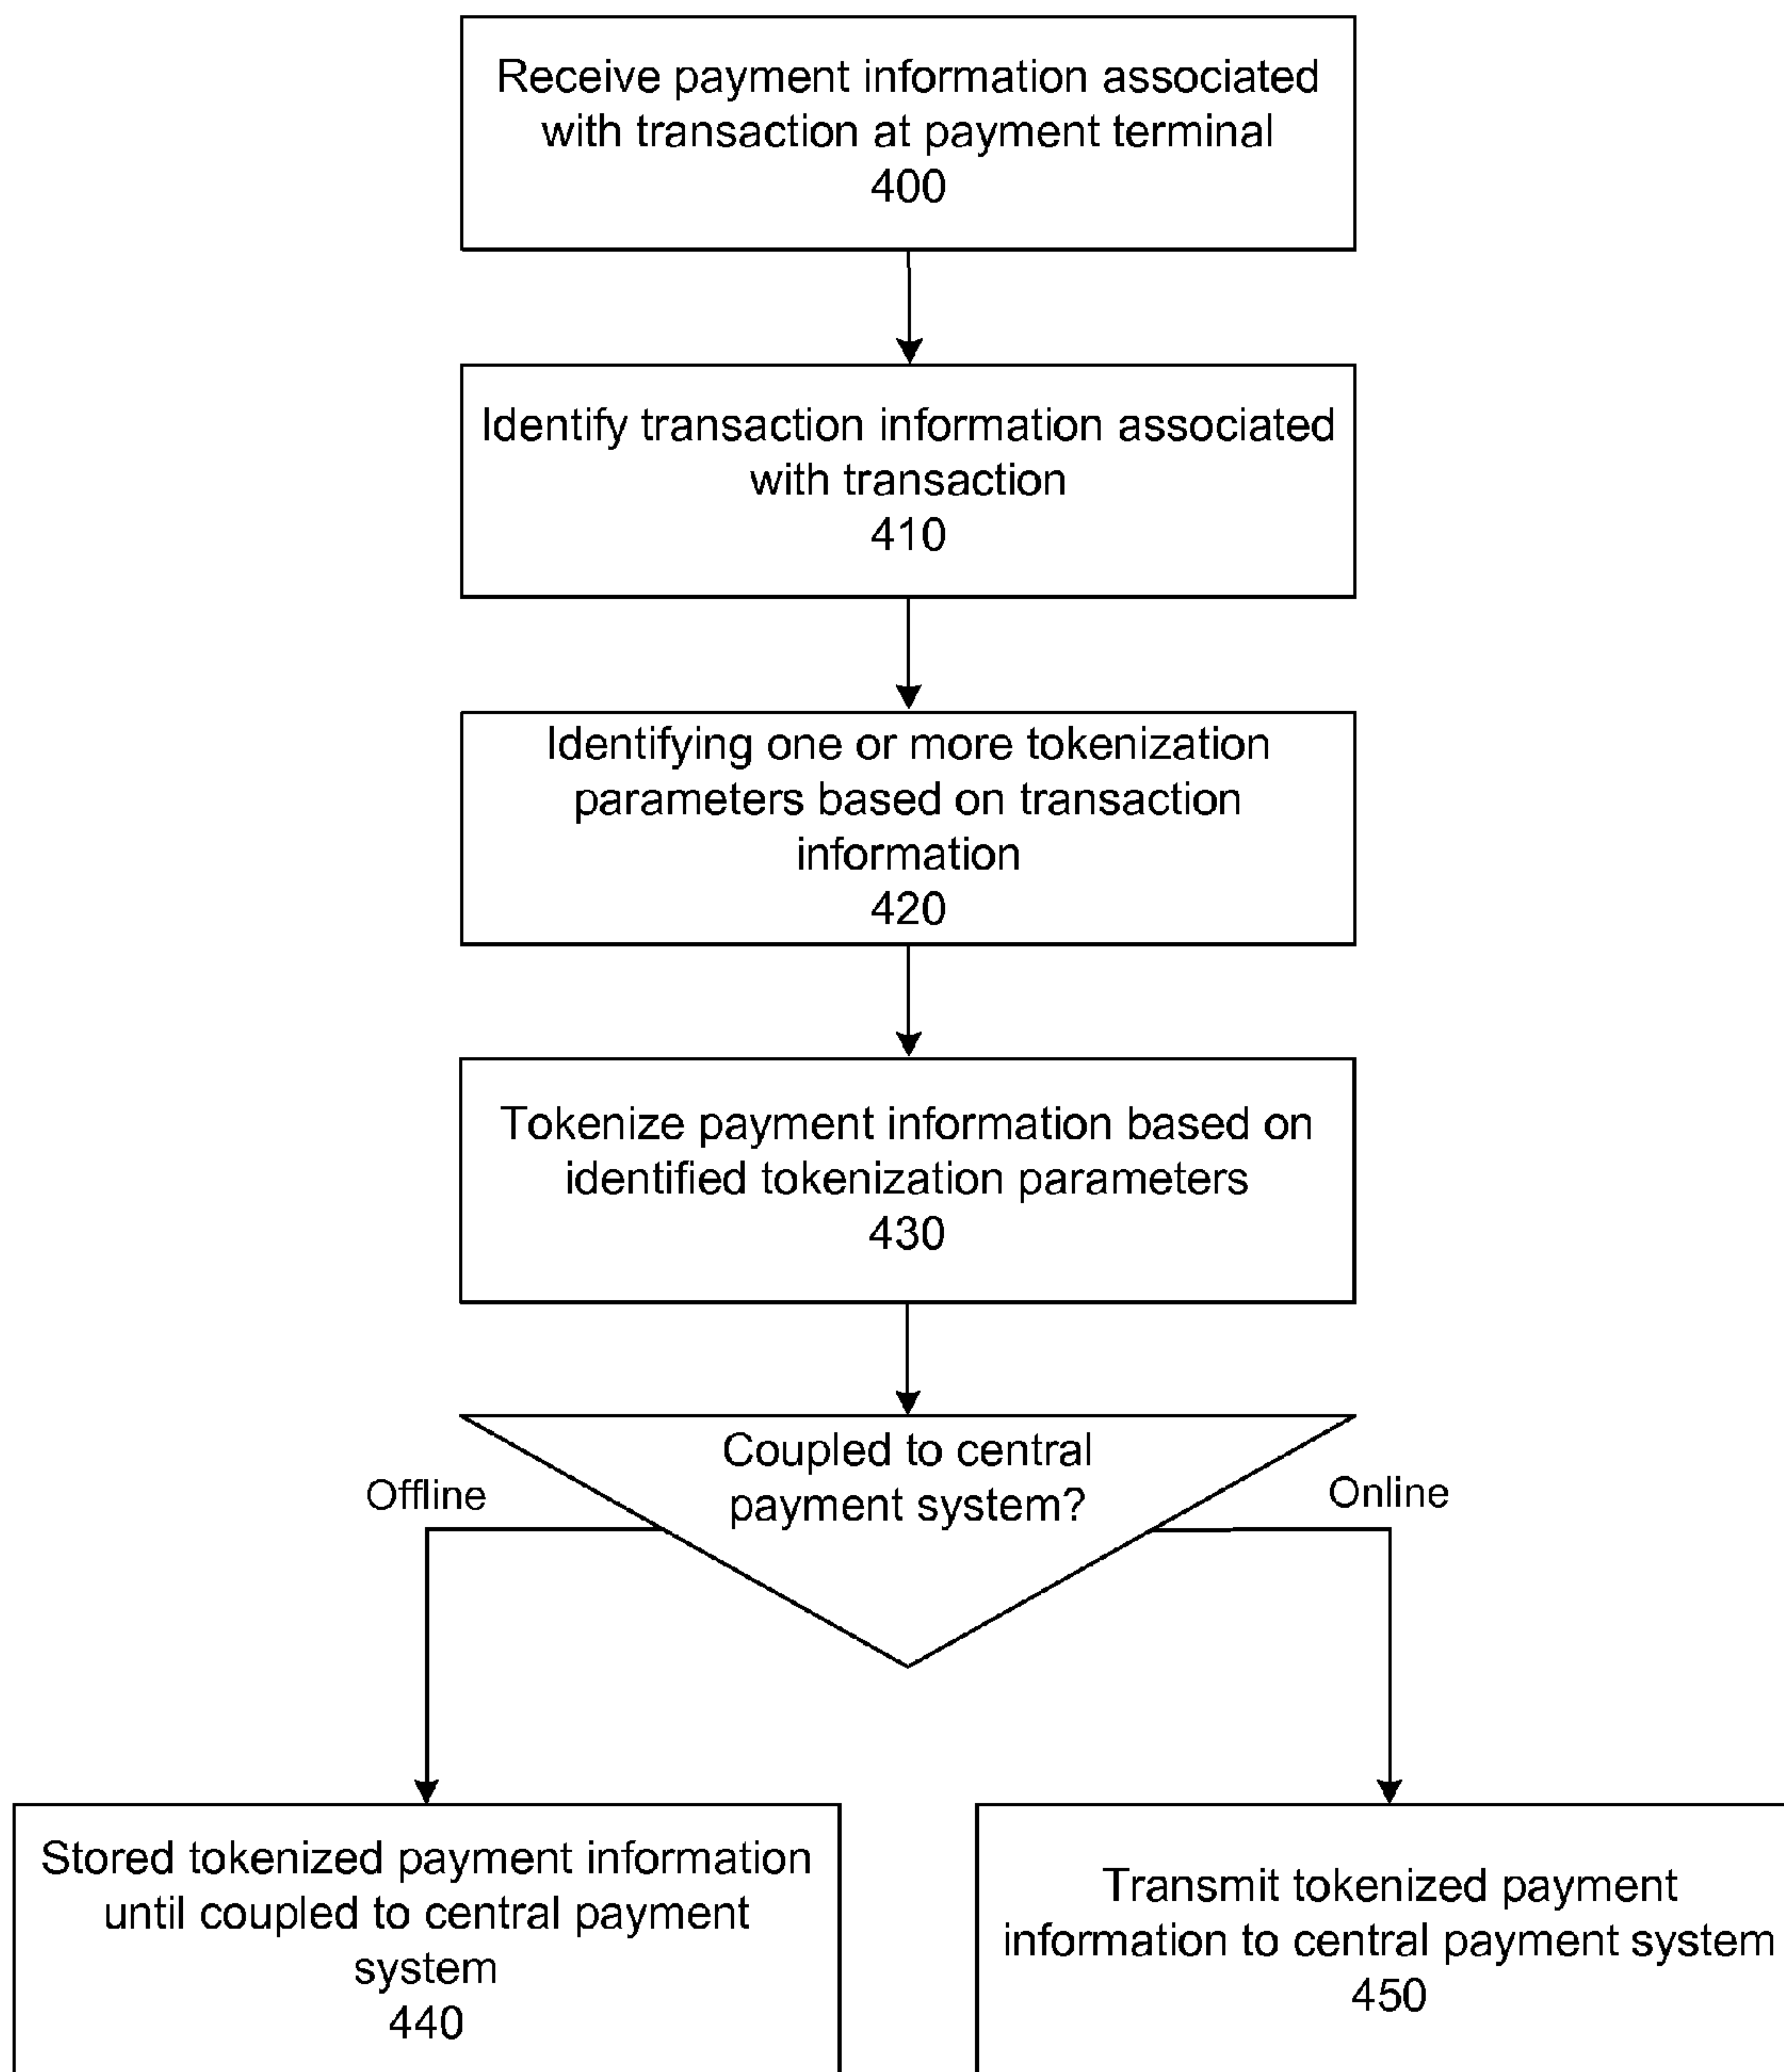 Receive payment information associated
with transaction at payment terminal
400
Identify transaction information associated
with transaction
410
Identifying one or more tokenization
parameters based on transaction
information
420
Tokenize payment information based on
identified tokenization parameters
430
Coupled to central
payment system?
Offline
Online
Stored tokenized payment information
until coupled to central payment
system
440
Transmit tokenized payment
information to central payment system
450